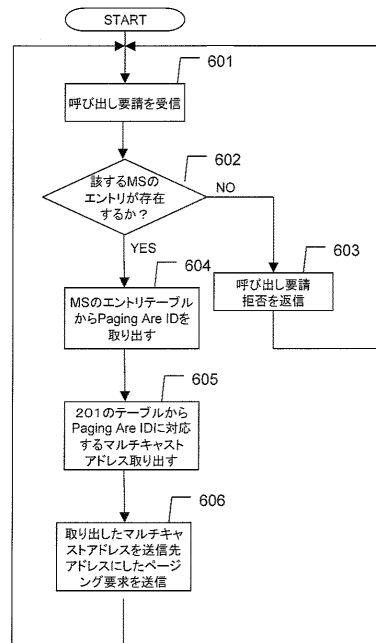 START
601
呼び出し要請を受信
602
該するMSの
エントリが存在
するか？
NO
YES
603
呼び出し要請
拒否を返信
604
MSのエントリテーブル
からPaging Are IDを
取り出す
605
201のテーブルから
Paging Are IDに対応
するマルチキャスト
アドレス取り出す
606
取り出したマルチキャ
ストアドレスを送信先
アドレスにしたペー
ジング要求を送信